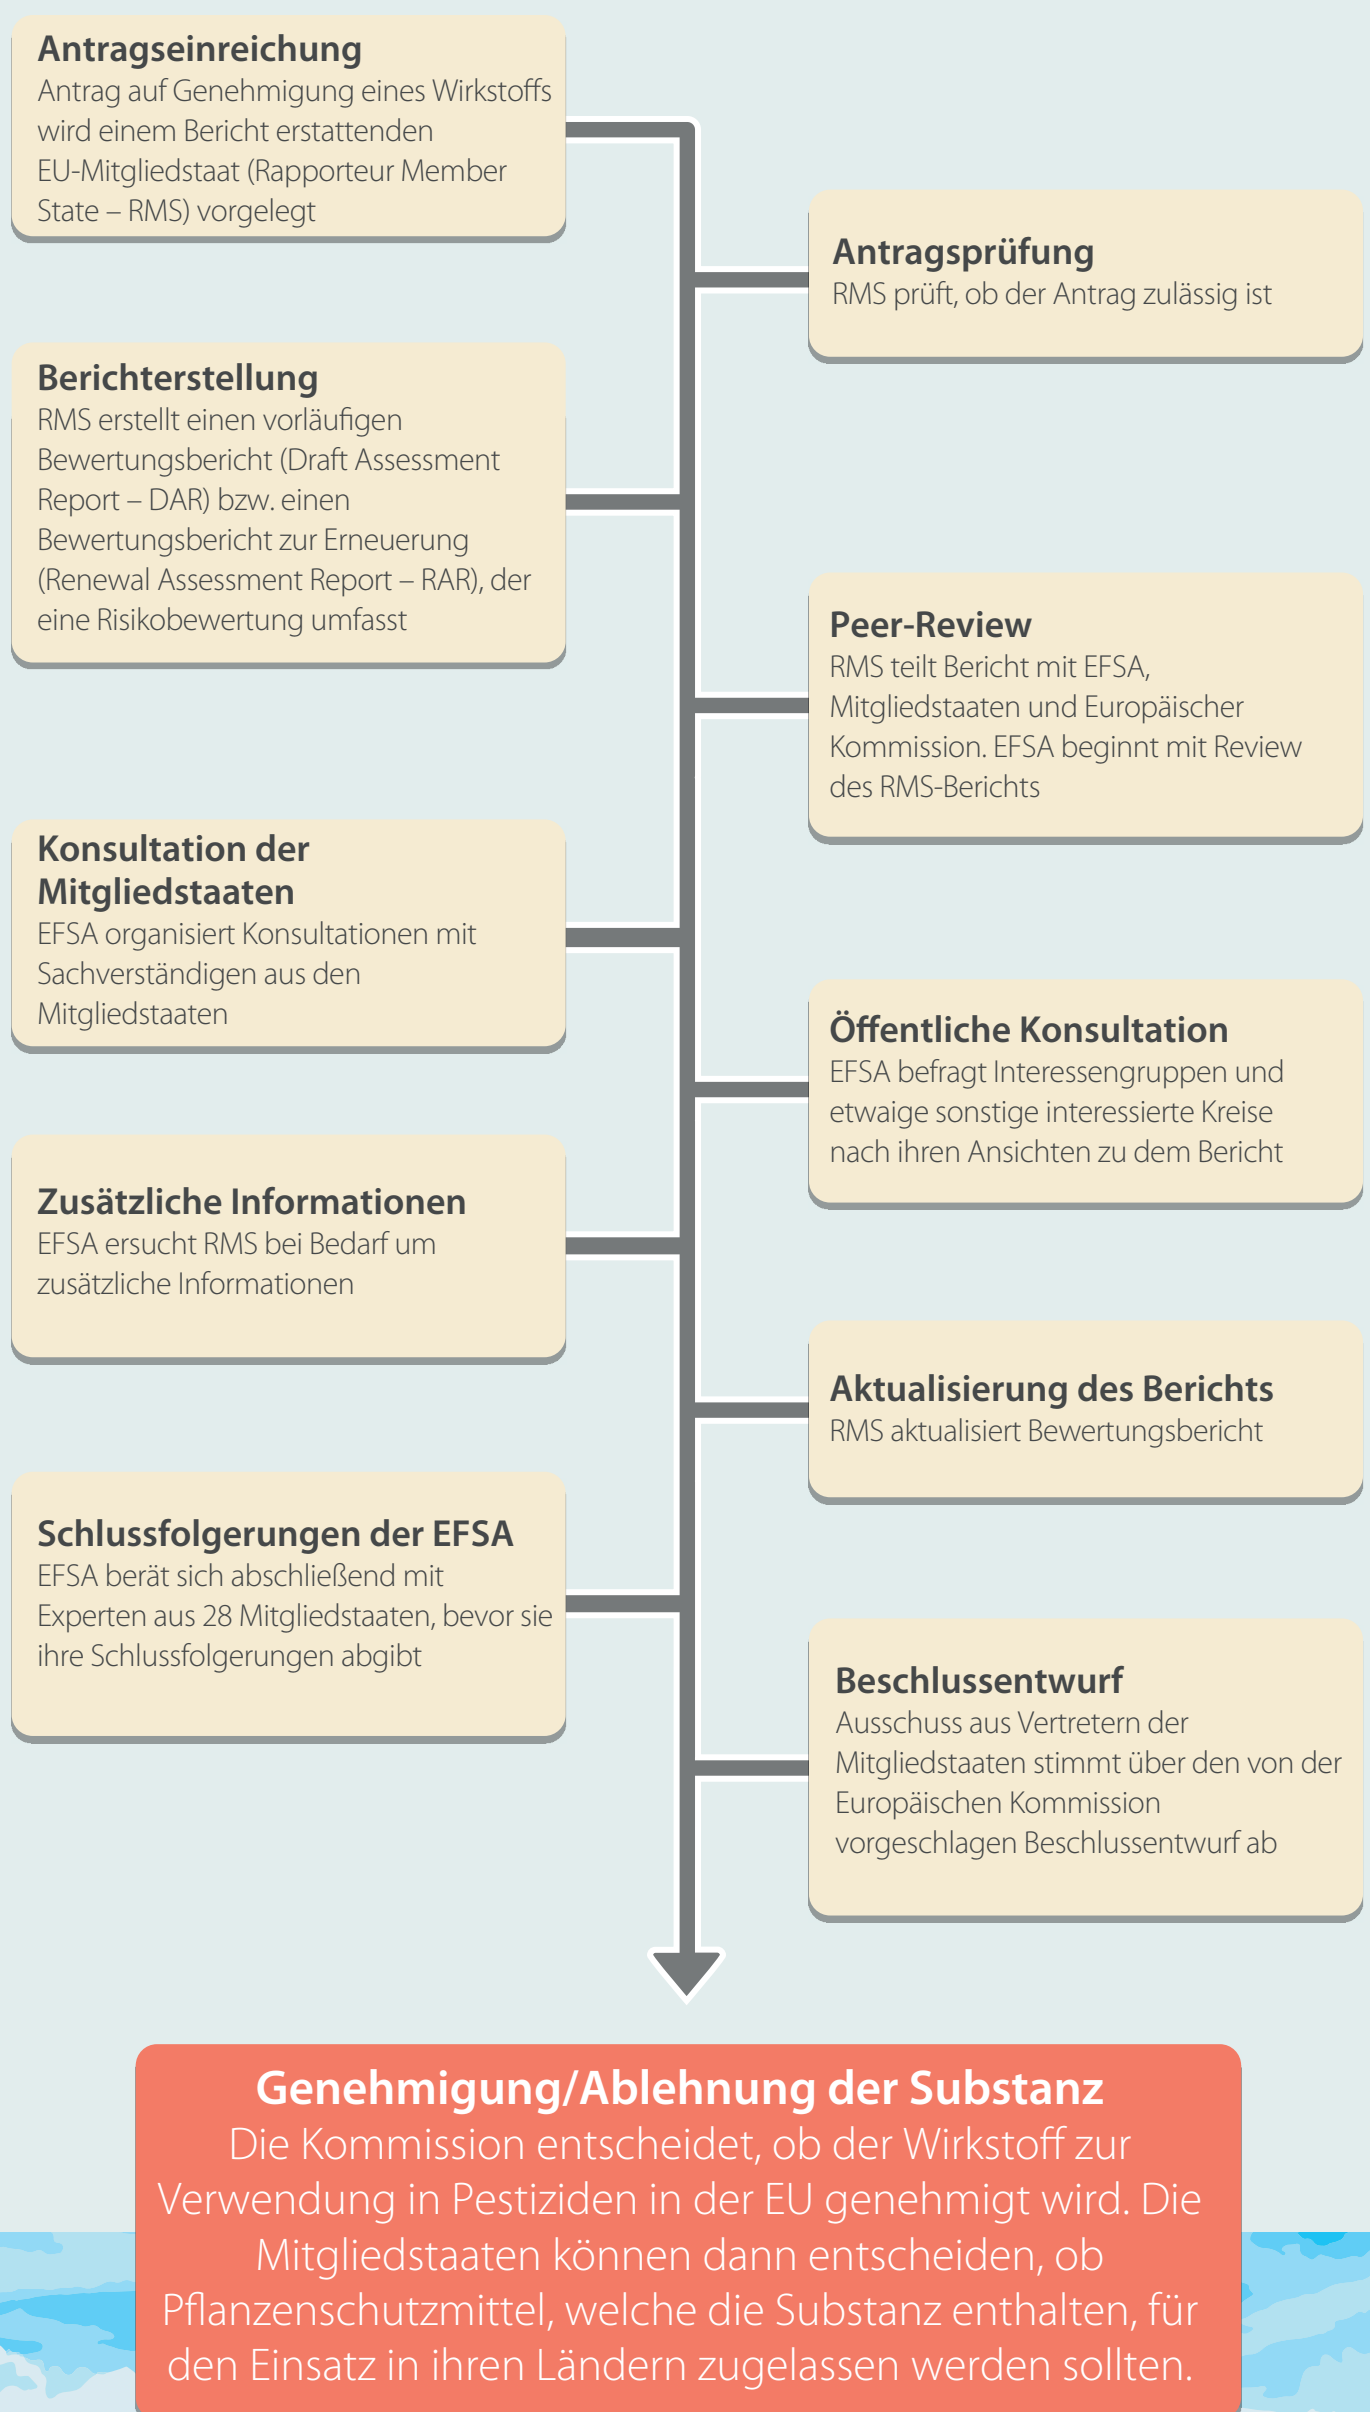 Antragseinreichung
Antrag auf Genehmigung eines Wirkstoffs
wird einem Bericht erstattenden
EU-Mitgliedstaat (Rapporteur Member
State – RMS) vorgelegt
Antragsprüfung
RMS prüft, ob der Antrag zulässig ist
Berichterstellung
RMS erstellt einen vorläufigen
Bewertungsbericht (Draft Assessment
Report – DAR) bzw. einen
Bewertungsbericht zur Erneuerung
(Renewal Assessment Report – RAR), der
eine Risikobewertung umfasst
Peer-Review
RMS teilt Bericht mit EFSA,
Mitgliedstaaten und Europäischer
Kommission. EFSA beginnt mit Review
des RMS-Berichts
Konsultation der
Mitgliedstaaten
EFSA organisiert Konsultationen mit
Sachverständigen aus den
Mitgliedstaaten
Öffentliche Konsultation
EFSA befragt Interessengruppen und
etwaige sonstige interessierte Kreise
nach ihren Ansichten zu dem Bericht
Zusätzliche Informationen
EFSA ersucht RMS bei Bedarf um
zusätzliche Informationen
Aktualisierung des Berichts
RMS aktualisiert Bewertungsbericht
Schlussfolgerungen der EFSA
EFSA berät sich abschließend mit
Experten aus 28 Mitgliedstaaten, bevor sie
ihre Schlussfolgerungen abgibt
Beschlussentwurf
Ausschuss aus Vertretern der
Mitgliedstaaten stimmt über den von der
Europäischen Kommission
vorgeschlagen Beschlussentwurf ab
Genehmigung/Ablehnung der Substanz
Die Kommission entscheidet, ob der Wirkstoff zur
Verwendung in Pestiziden in der EU genehmigt wird. Die
Mitgliedstaaten können dann entscheiden, ob
Pflanzenschutzmittel, welche die Substanz enthalten, für
den Einsatz in ihren Ländern zugelassen werden sollten.